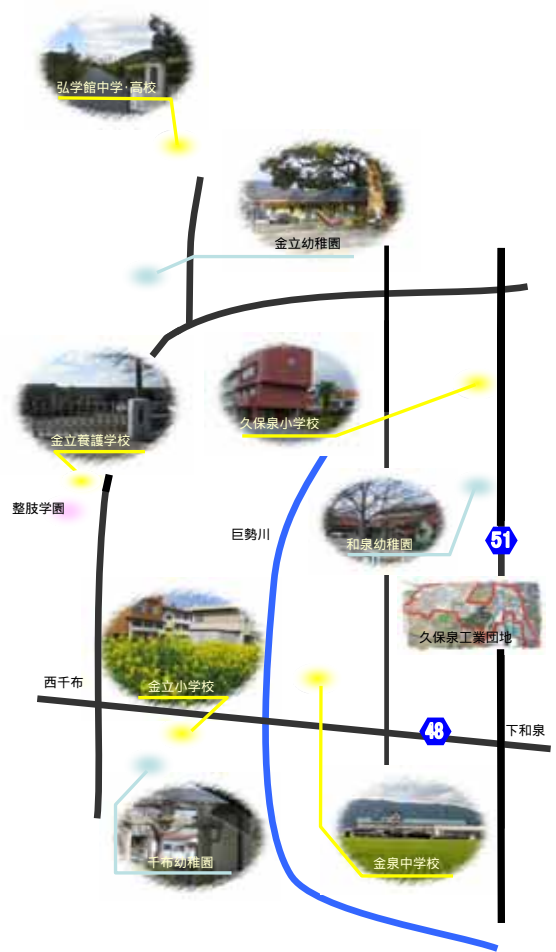 弘学館中学・高校
金立幼稚園
久保泉小学校
金立養護学校
整肢学園
巨勢川
和泉幼稚園
51
久保泉工業団地
西千布
金立小学校
48
下和泉
千布幼稚園
金泉中学校